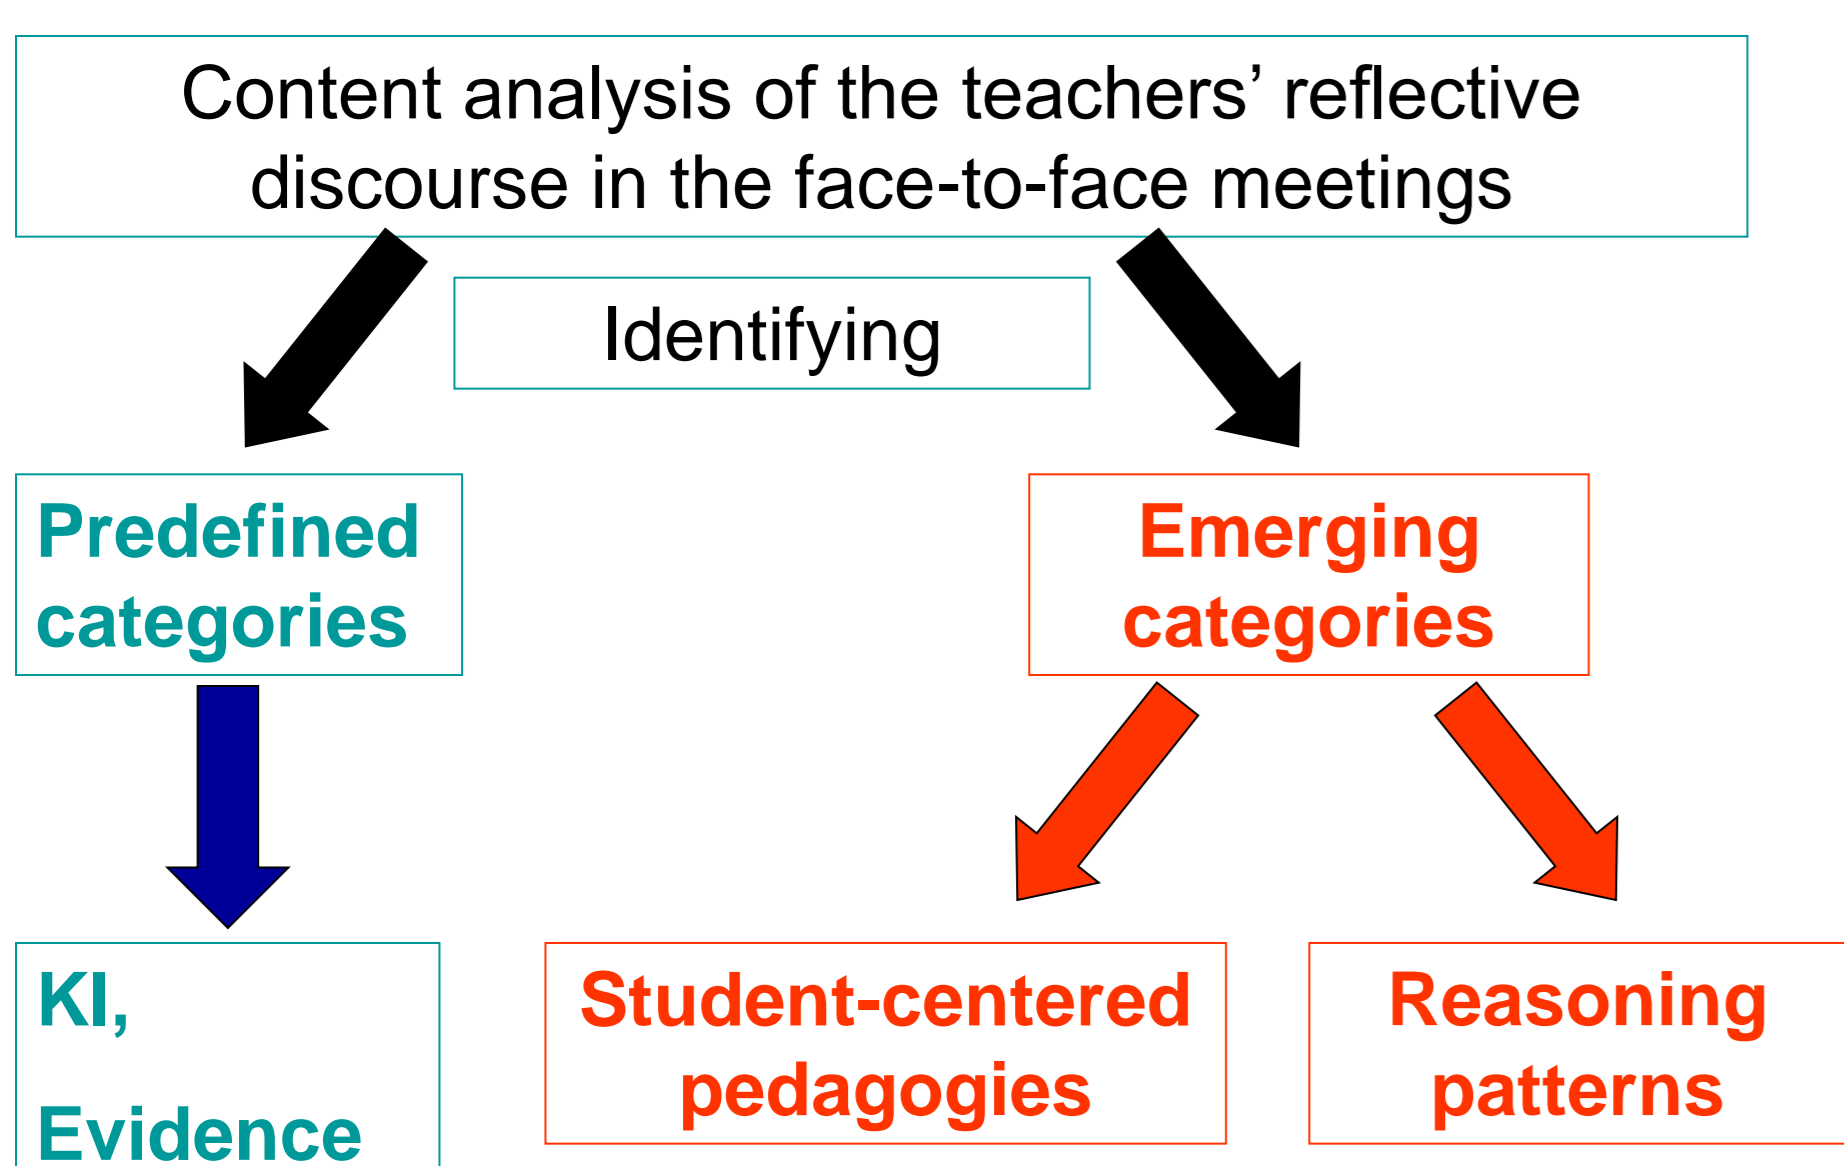 Content analysis of the teachers’ reflective
discourse in the face-to-face meetings
Identifying
Predefined
categories
Emerging
categories
KI,
Evidence
Student-centered
pedagogies
Reasoning
patterns